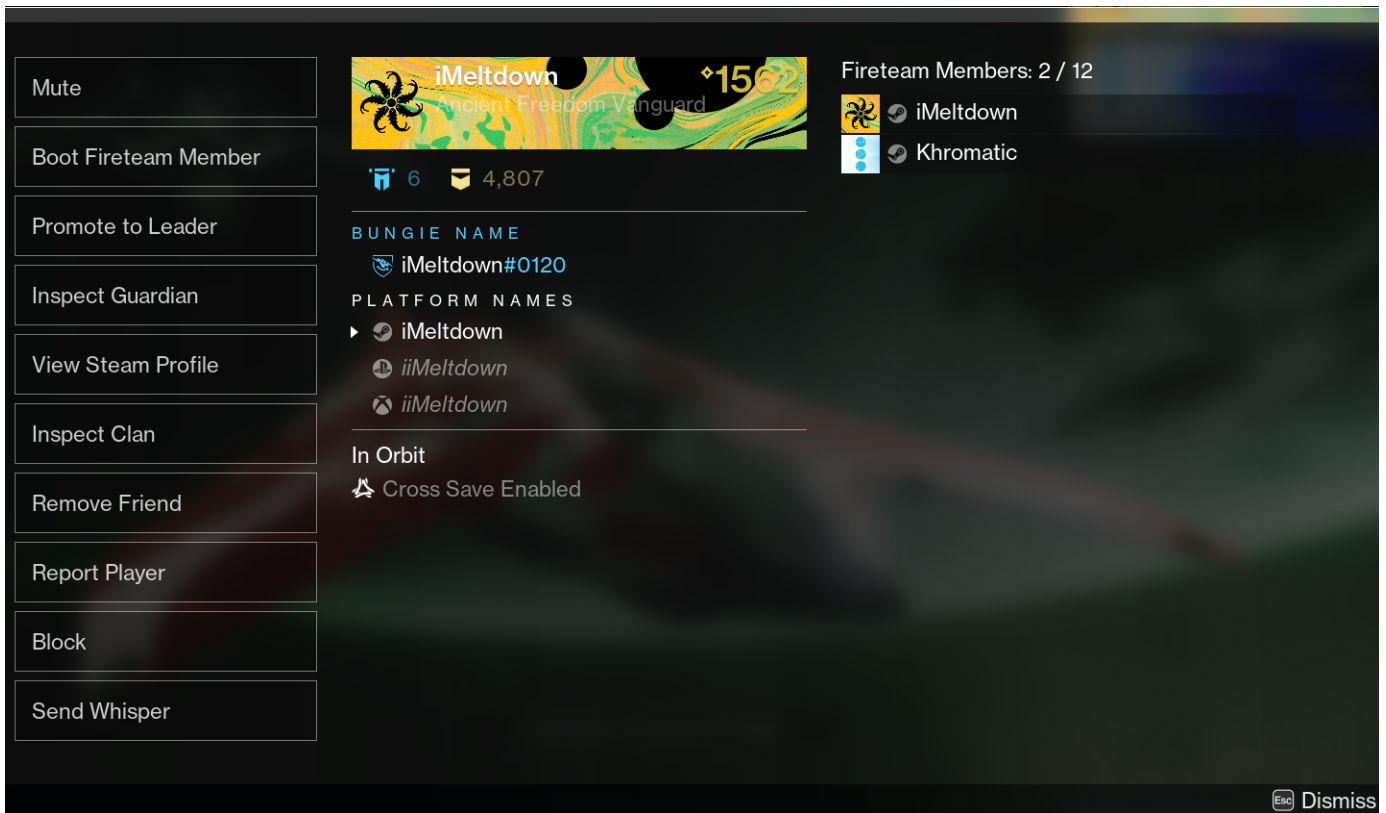 Mute
Boot Fireteam Member
Promote to Leader
Inspect Guardian
View Steam Profile
Inspect Clan
Remove Friend
Report Player
Block
Send Whisper
iMeltdown
1562
Ancient Freedom Vanguard
6 4,807
BUNGIE NAME
iMeltdown#0120
PLATFORM NAMES
iMeltdown
iiMeltdown
iiMeltdown
In Orbit
Cross Save Enabled
Fireteam Members: 2 / 12
iMeltdown
Khromatic
Esc Dismiss